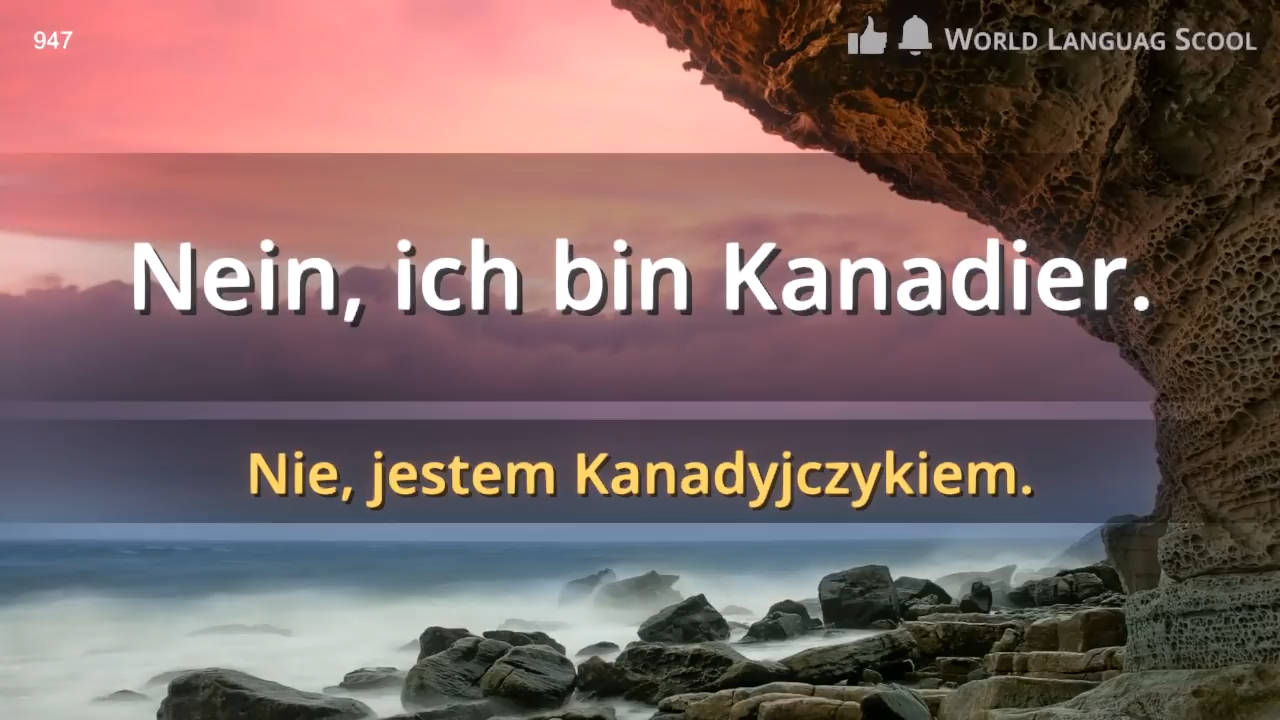 947
World Languag Scool
Nein, ich bin Kanadier.
Nie, jestem Kanadyjczykiem.